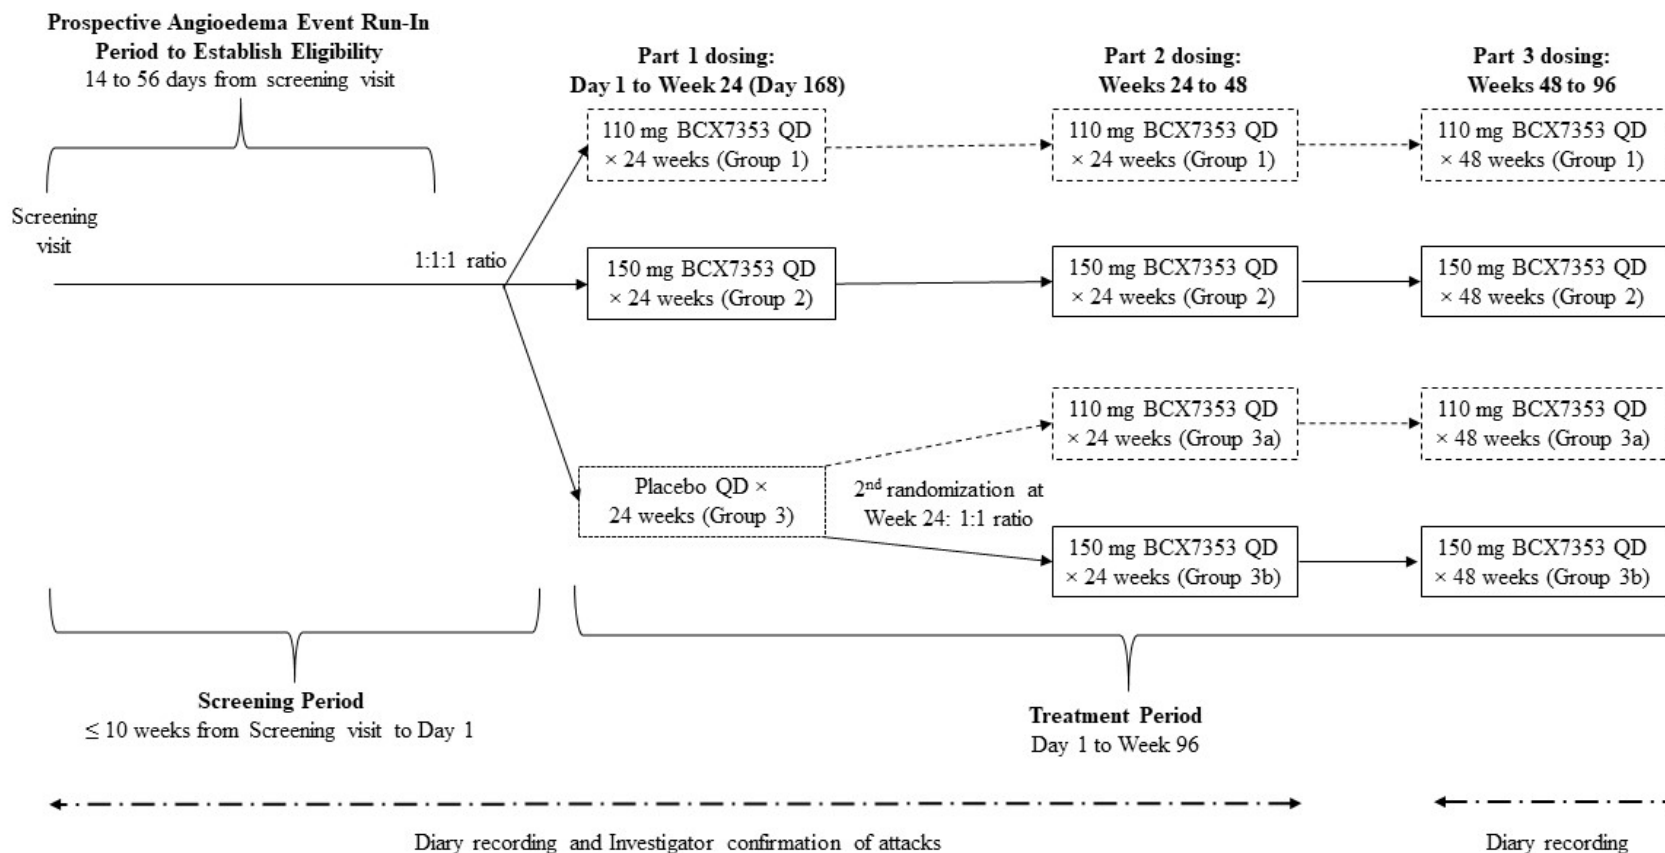 Prospective Angioedema Event Run-In
Period to Establish Eligibility
14 to 56 days from screening visit
Part 1 dosing:
Day 1 to Week 24 (Day 168)
Part 2 dosing:
Weeks 24 to 48
Part 3 dosing:
Weeks 48 to 96
110 mg BCX7353 QD
× 24 weeks (Group 1)
110 mg BCX7353 QD
× 24 weeks (Group 1)
110 mg BCX7353 QD
× 48 weeks (Group 1)
Screening
visit
1:1:1 ratio
150 mg BCX7353 QD
× 24 weeks (Group 2)
150 mg BCX7353 QD
× 24 weeks (Group 2)
150 mg BCX7353 QD
× 48 weeks (Group 2)
110 mg BCX7353 QD
× 24 weeks (Group 3a)
110 mg BCX7353 QD
× 48 weeks (Group 3a)
Placebo QD ×
24 weeks (Group 3)
2nd randomization at
Week 24: 1:1 ratio
150 mg BCX7353 QD
× 24 weeks (Group 3b)
150 mg BCX7353 QD
× 48 weeks (Group 3b)
Screening Period
≤ 10 weeks from Screening visit to Day 1
Treatment Period
Day 1 to Week 96
Diary recording and Investigator confirmation of attacks
Diary recording